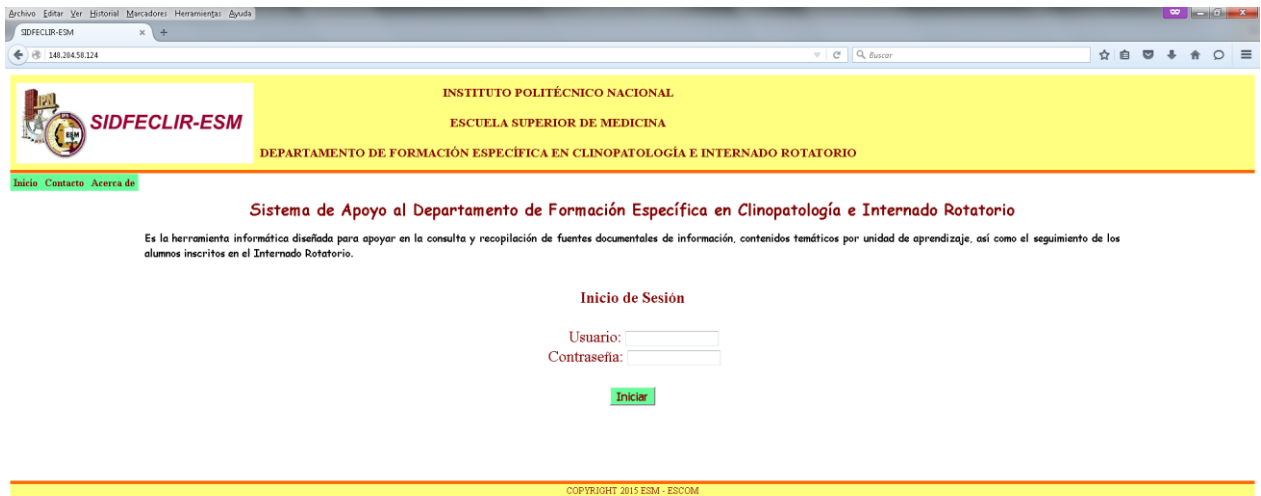 Archivo Editar Ver Historial Marcadores Herramientas Ayuda
SIDFECLIR-ESM × +
148.204.58.124 Buscar
INSTITUTO POLITÉCNICO NACIONAL
SIDFECLIR-ESM
ESCUELA SUPERIOR DE MEDICINA
DEPARTAMENTO DE FORMACIÓN ESPECÍFICA EN CLINOPATOLOGÍA E INTERNADO ROTATORIO
Inicio Contacto Acerca de
Sistema de Apoyo al Departamento de Formación Específica en Clinopatología e Internado Rotatorio
Es la herramienta informática diseñada para apoyar en la consulta y recopilación de fuentes documentales de información, contenidos temáticos por unidad de aprendizaje, así como el seguimiento de los
alumnos inscritos en el Internado Rotatorio.
Inicio de Sesión
Usuario:
Contraseña:
Iniciar
COPYRIGHT 2015 ESM - ESCOM